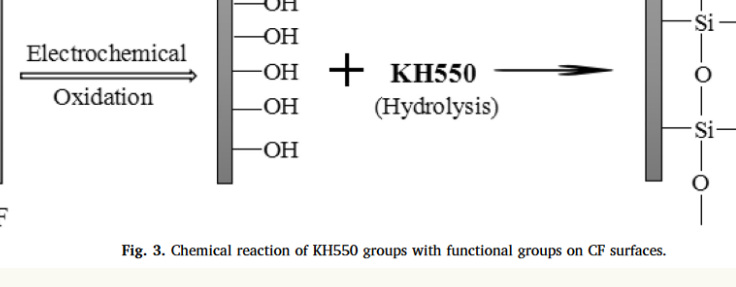 OH
Si
OH
Electrochemical
OH
+
KH550
O
Oxidation
OH
(Hydrolysis)
Si
OH
O
Fig. 3. Chemical reaction of KH550 groups with functional groups on CF surfaces.